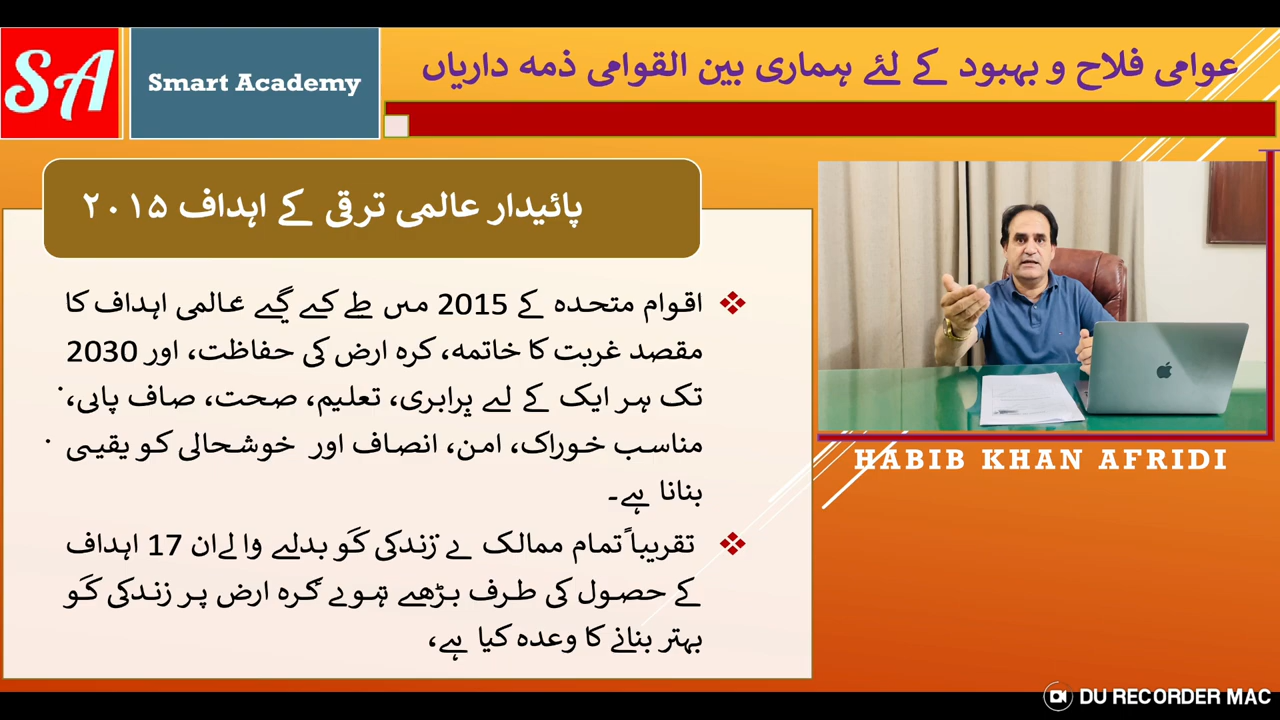 SA
Smart Academy
عوامی فلاح و بہبود کے لئے ہماری بین القوامی ذمہ داریاں
پائیدار عالمی ترقی کے اہداف ۲۰۱۵
اقوام متحدہ کے 2015 میں طے کیے گیے عالمی اہداف کا
مقصد غربت کا خاتمہ، کرہ ارض کی حفاظت، اور 2030
تک ہر ایک کے لیے برابری، تعلیم، صحت، صاف پانی،
مناسب خوراک، امن، انصاف اور خوشحالی کو یقینی
بنانا ہے۔
تقریباً تمام ممالک نے زندگی کو بدلنے والے ان 17 اہداف
کے حصول کی طرف بڑھتے ہوئے کرہ ارض پر زندگی کو
بہتر بنانے کا وعدہ کیا ہے،
HABIB KHAN AFRIDI
DU RECORDER MAC